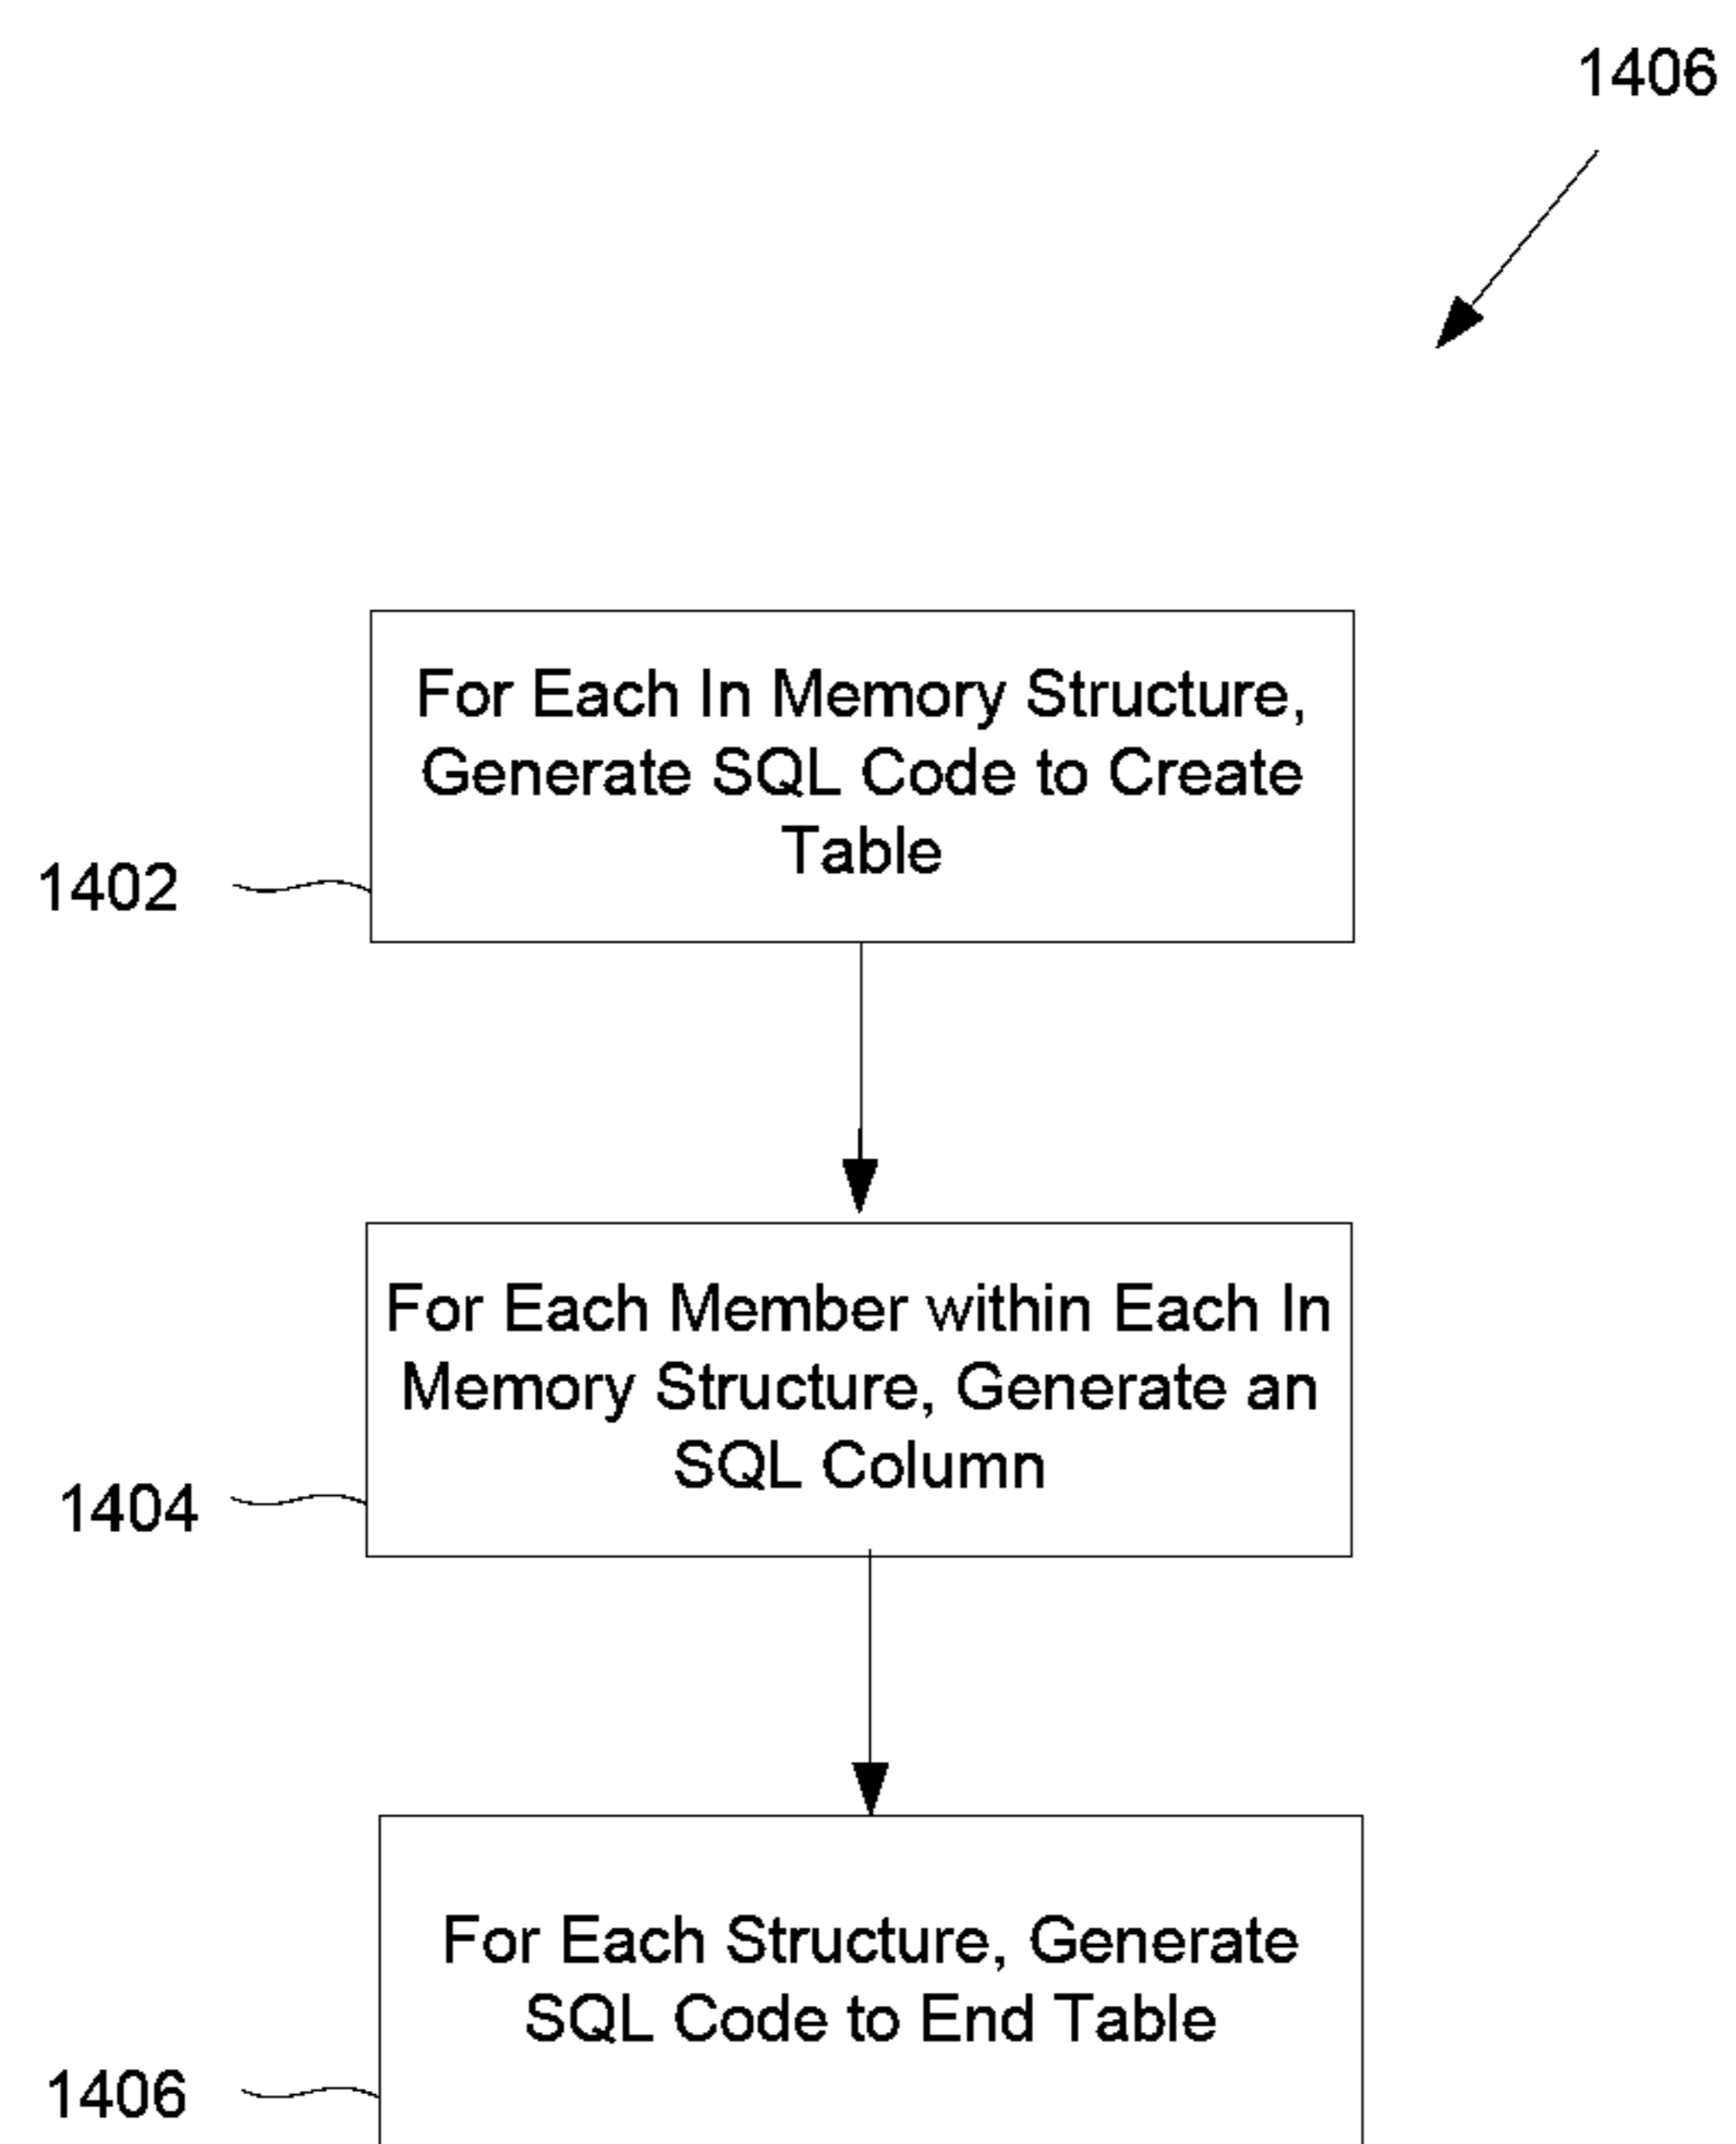 1406
For Each In Memory Structure,
Generate SQL Code to Create
Table
1402
For Each Member within Each In
Memory Structure, Generate an
SQL Column
1404
For Each Structure, Generate
SQL Code to End Table
1406